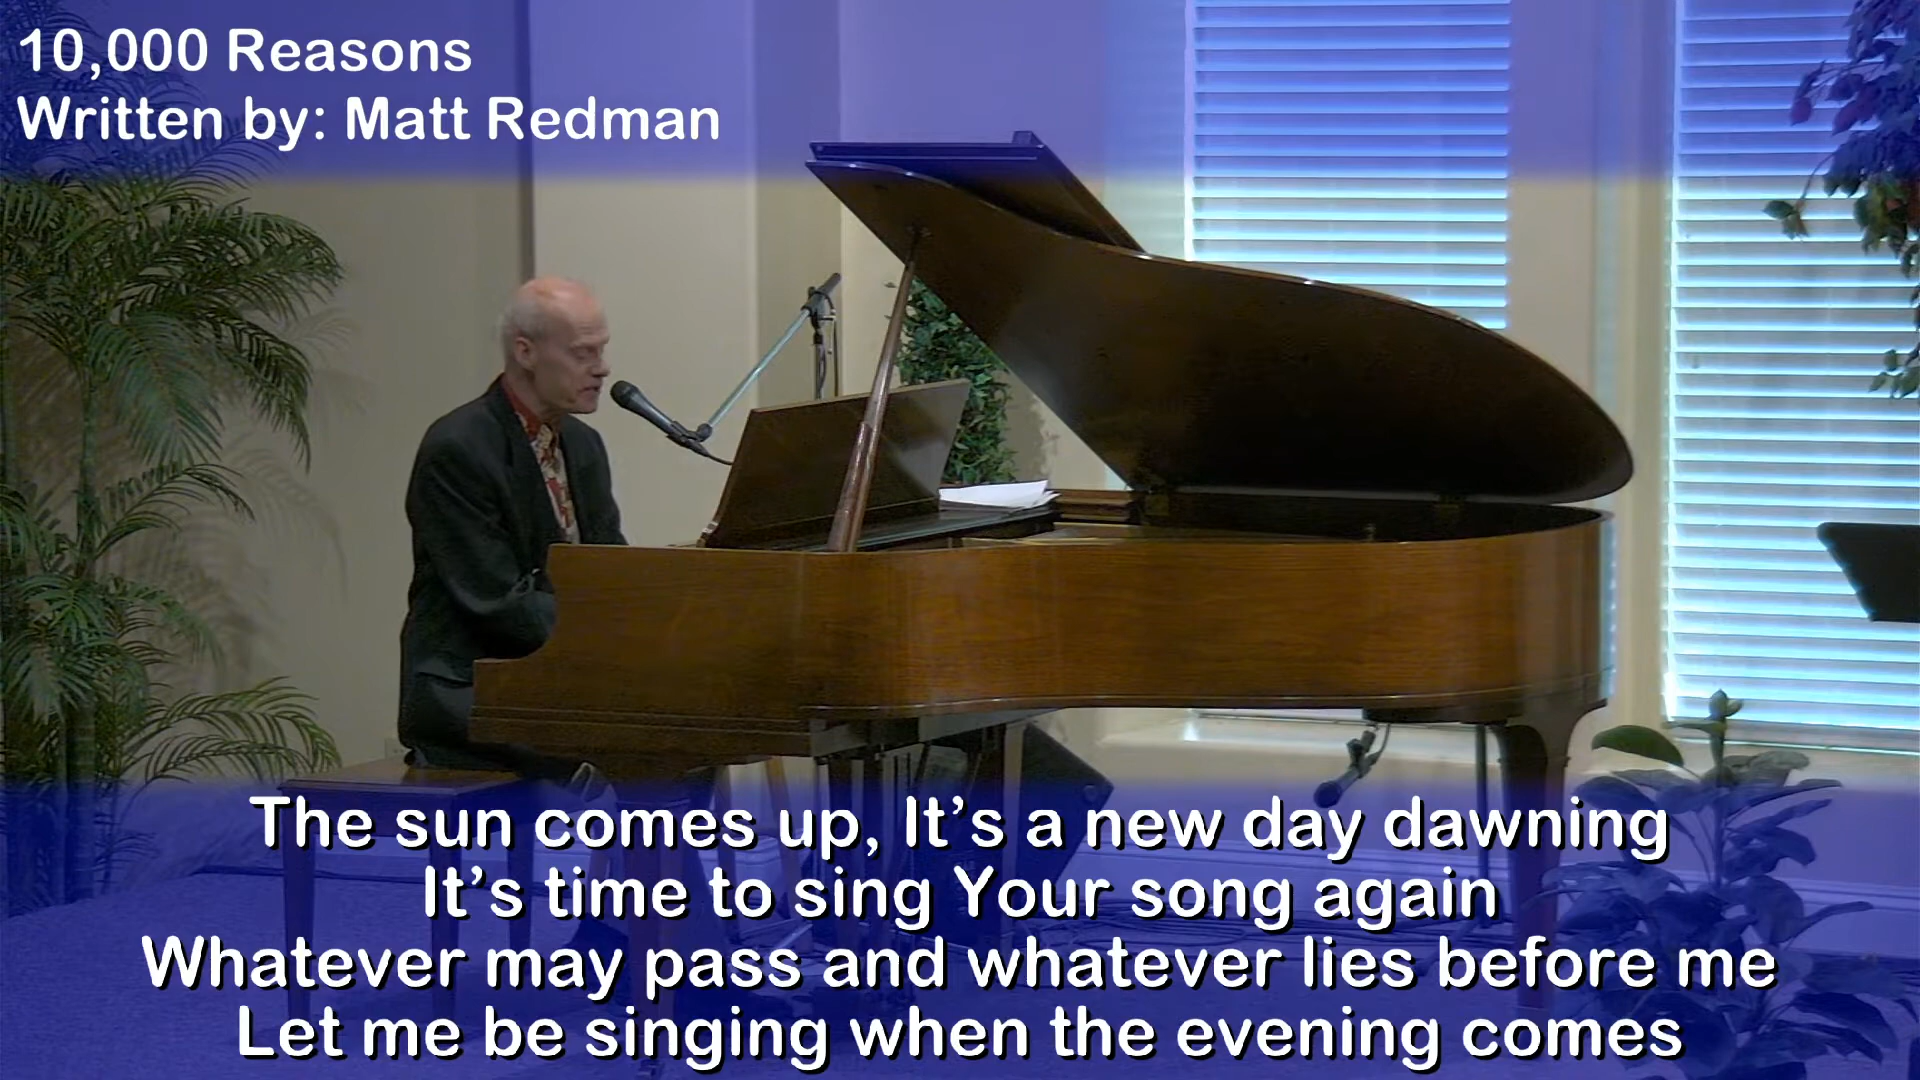 10,000 Reasons
Written by: Matt Redman
The sun comes up, It’s a new day dawning
It’s time to sing Your song again
Whatever may pass and whatever lies before me
Let me be singing when the evening comes